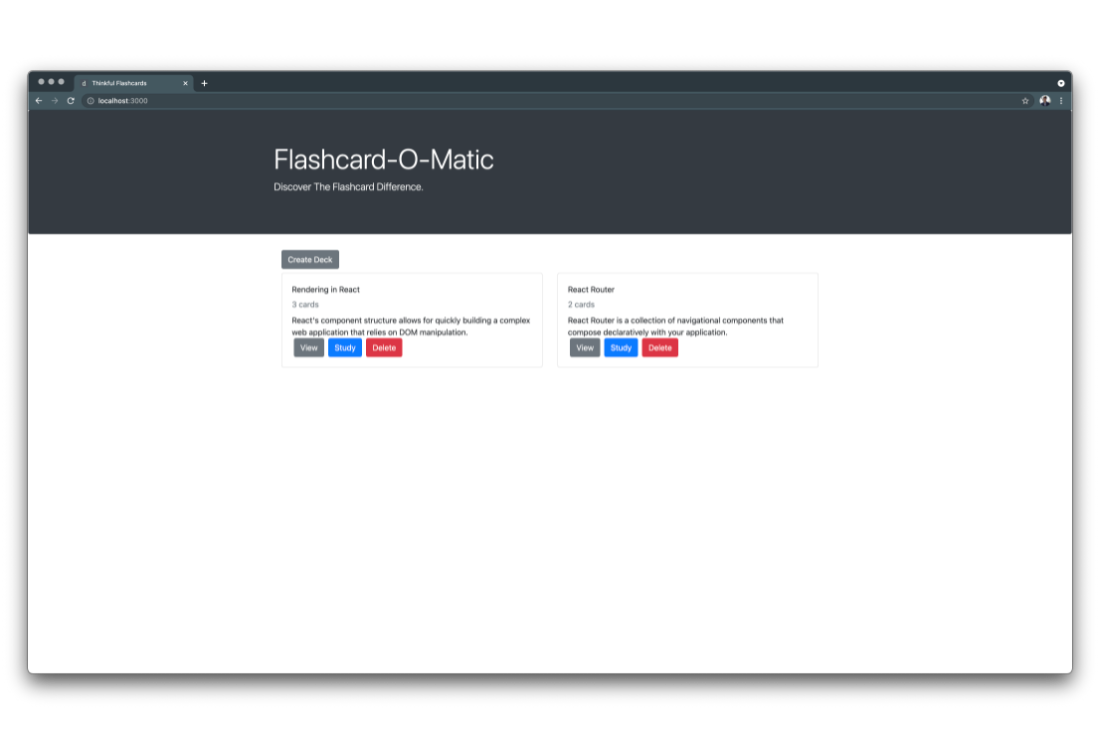 Thinkful Flashcards
localhost:3000
Flashcard-O-Matic
Discover The Flashcard Difference.
Create Deck
Rendering in React
3 cards
React's component structure allows for quickly building a complex
web application that relies on DOM manipulation.
View Study Delete
React Router
2 cards
React Router is a collection of navigational components that
compose declaratively with your application.
View Study Delete